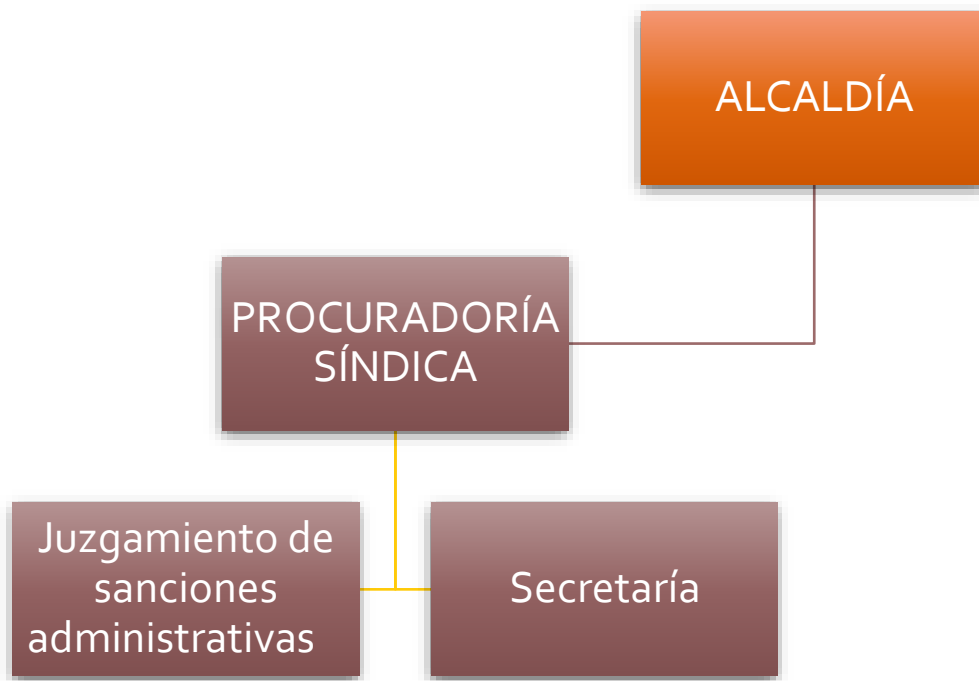 ALCALDÍA
PROCURADORÍA
SÍNDICA
Juzgamiento de
sanciones
administrativas
Secretaría